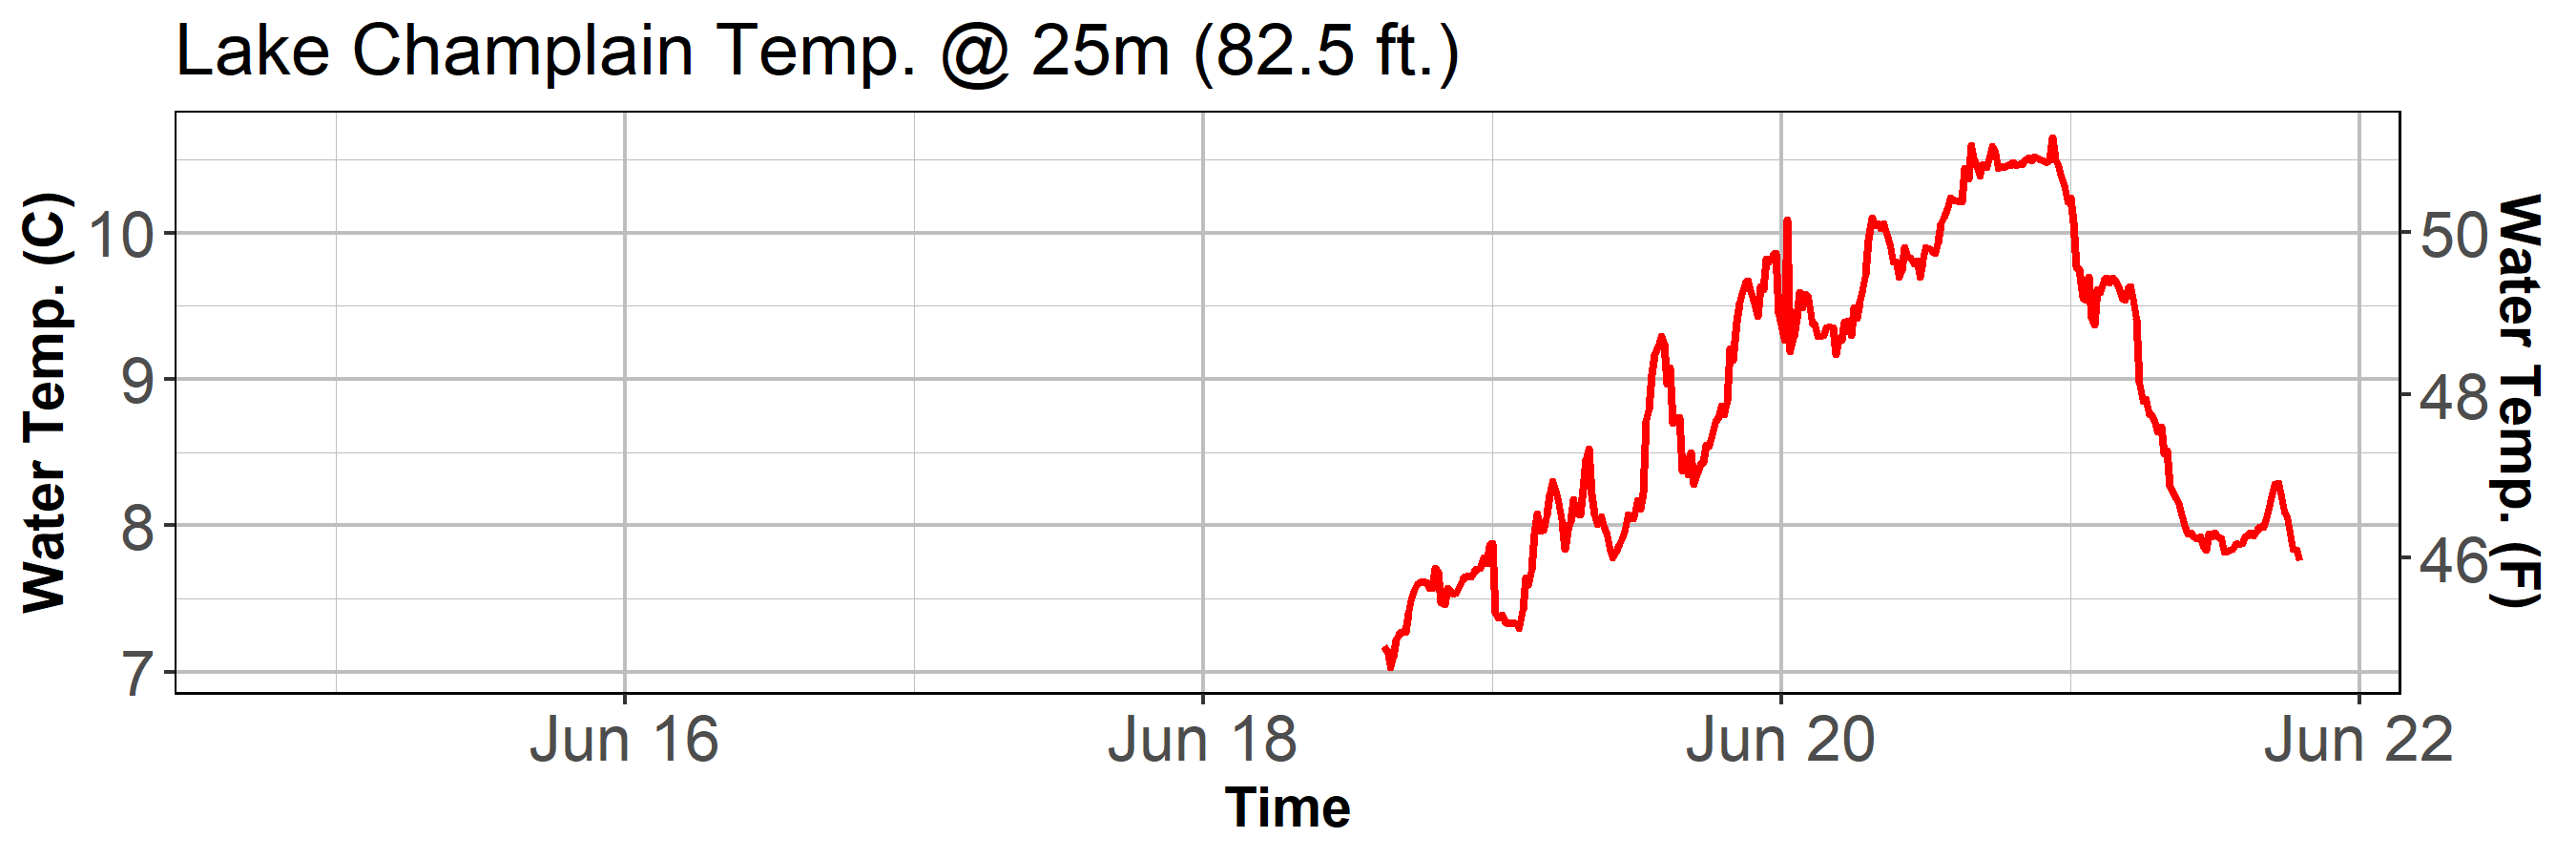 Lake Champlain Temp. @ 25m (82.5 ft.)
Water Temp. (C)
10
9
8
7
50
48
46
Water Temp. (F)
Jun 16
Jun 18
Jun 20
Jun 22
Time